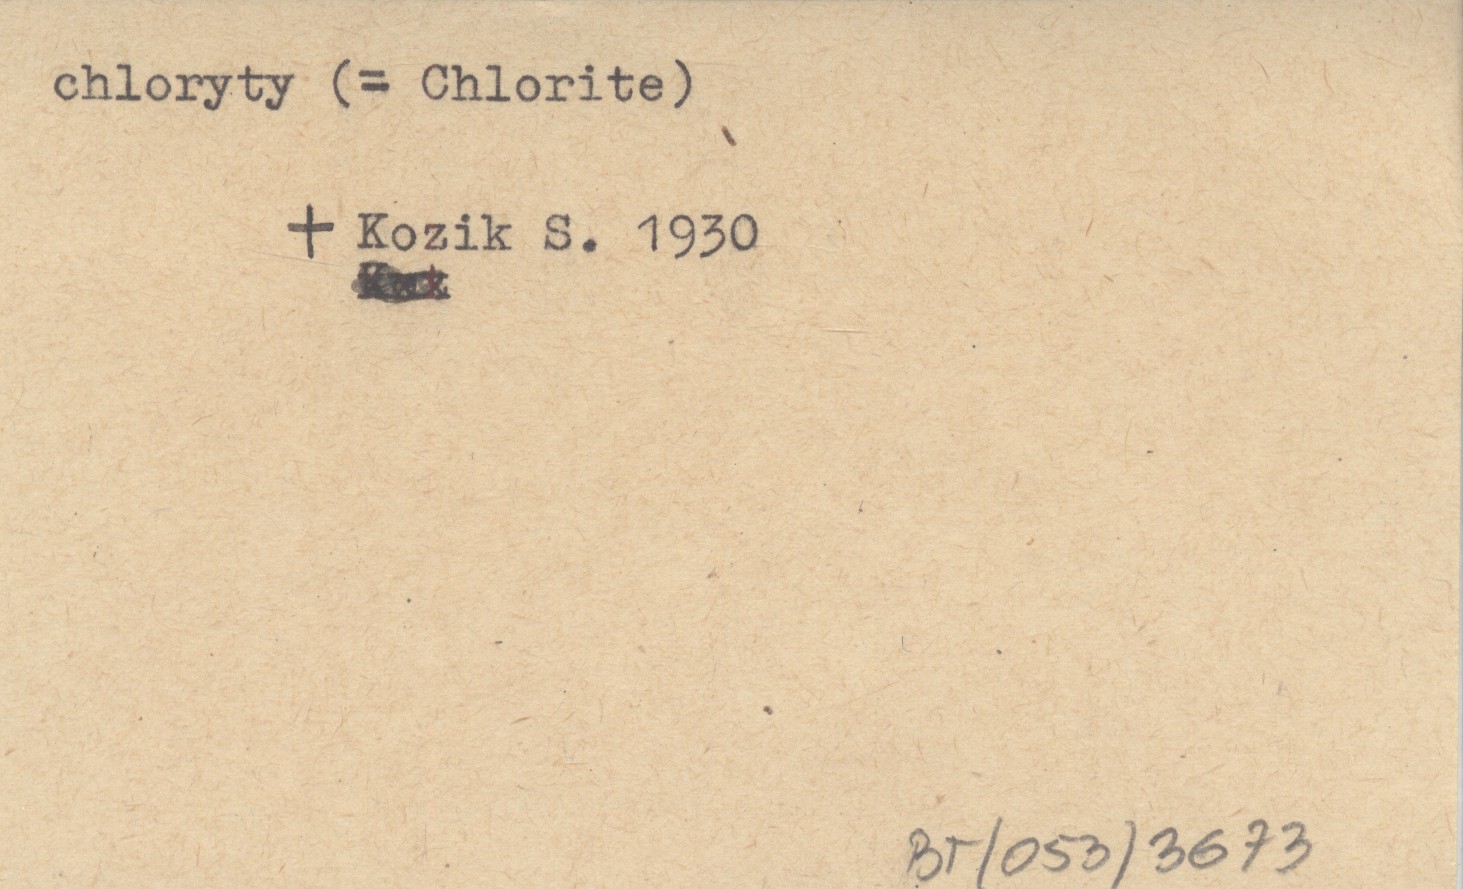 chloryty (= Chlorite)
+ Kozik S. 1930
BT/053/3673